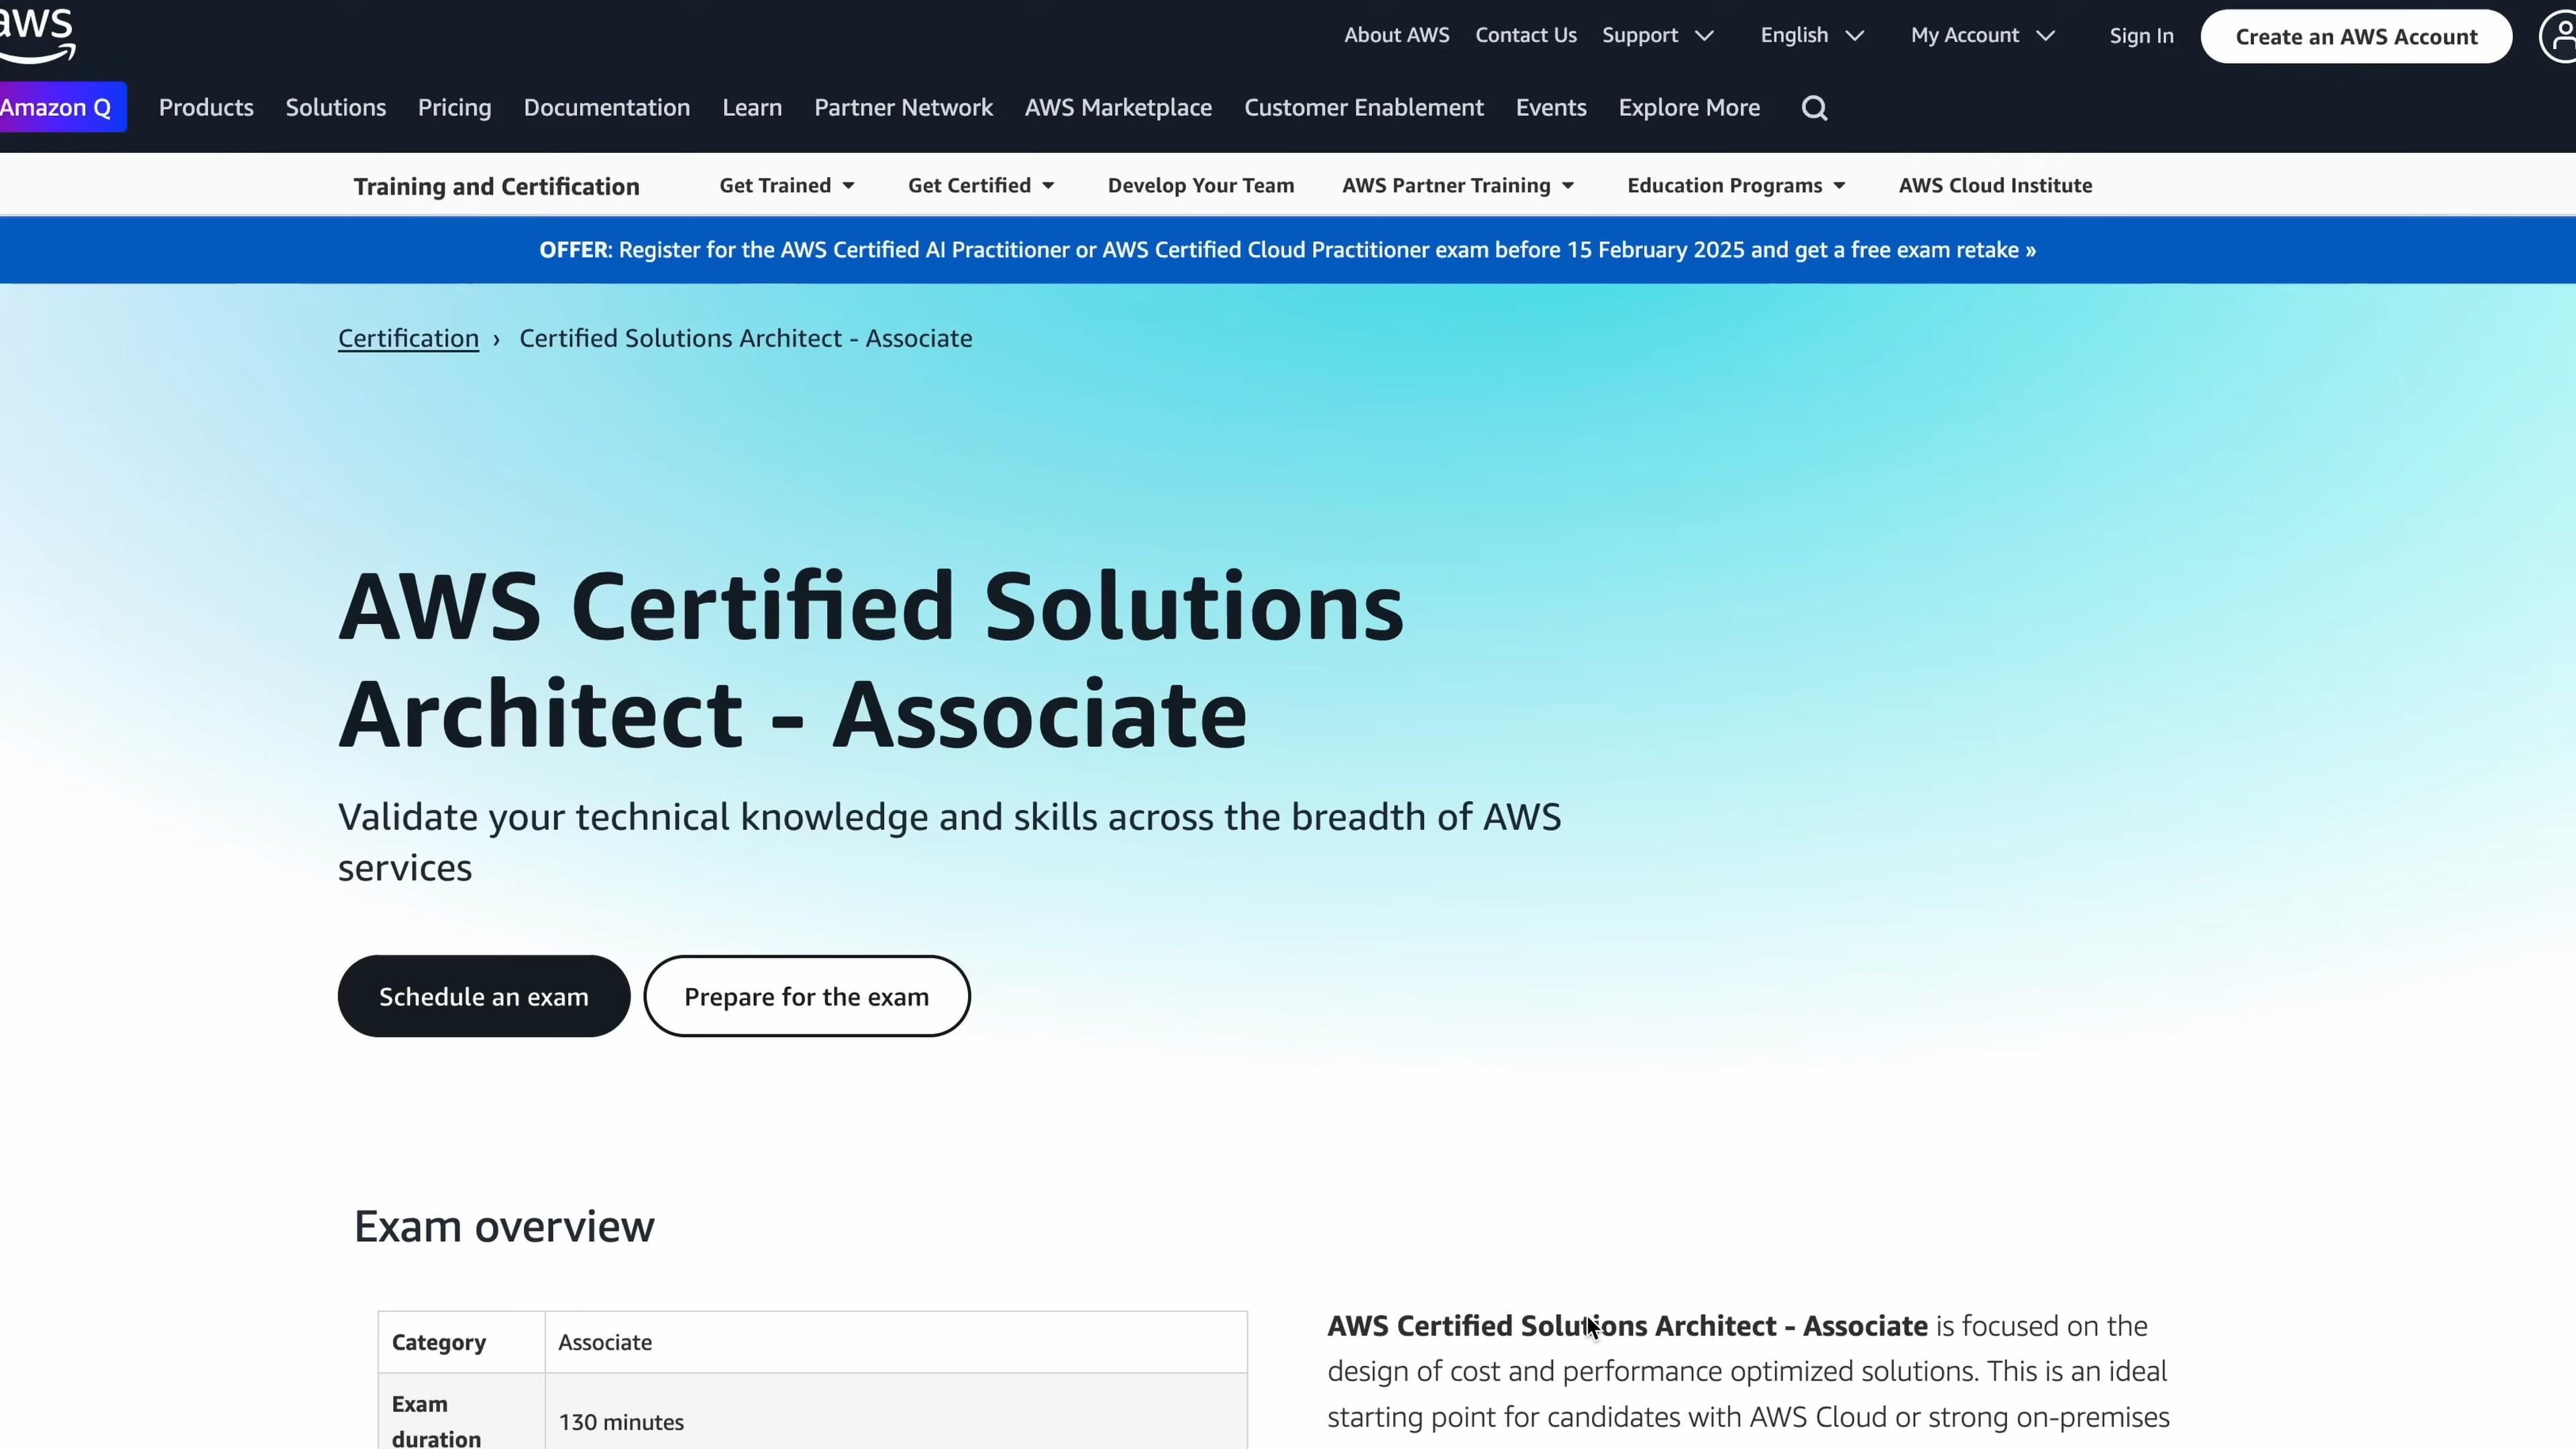 aws
About AWS Contact Us Support English My Account Sign In Create an AWS Account
Amazon Q Products Solutions Pricing Documentation Learn Partner Network AWS Marketplace Customer Enablement Events Explore More
Training and Certification Get Trained Get Certified Develop Your Team AWS Partner Training Education Programs AWS Cloud Institute
OFFER: Register for the AWS Certified AI Practitioner or AWS Certified Cloud Practitioner exam before 15 February 2025 and get a free exam retake »
Certification › Certified Solutions Architect - Associate
AWS Certified Solutions
Architect - Associate
Validate your technical knowledge and skills across the breadth of AWS
services
Schedule an exam Prepare for the exam
Exam overview
Category Associate
Exam
duration
130 minutes
AWS Certified Solutions Architect - Associate is focused on the
design of cost and performance optimized solutions. This is an ideal
starting point for candidates with AWS Cloud or strong on-premises